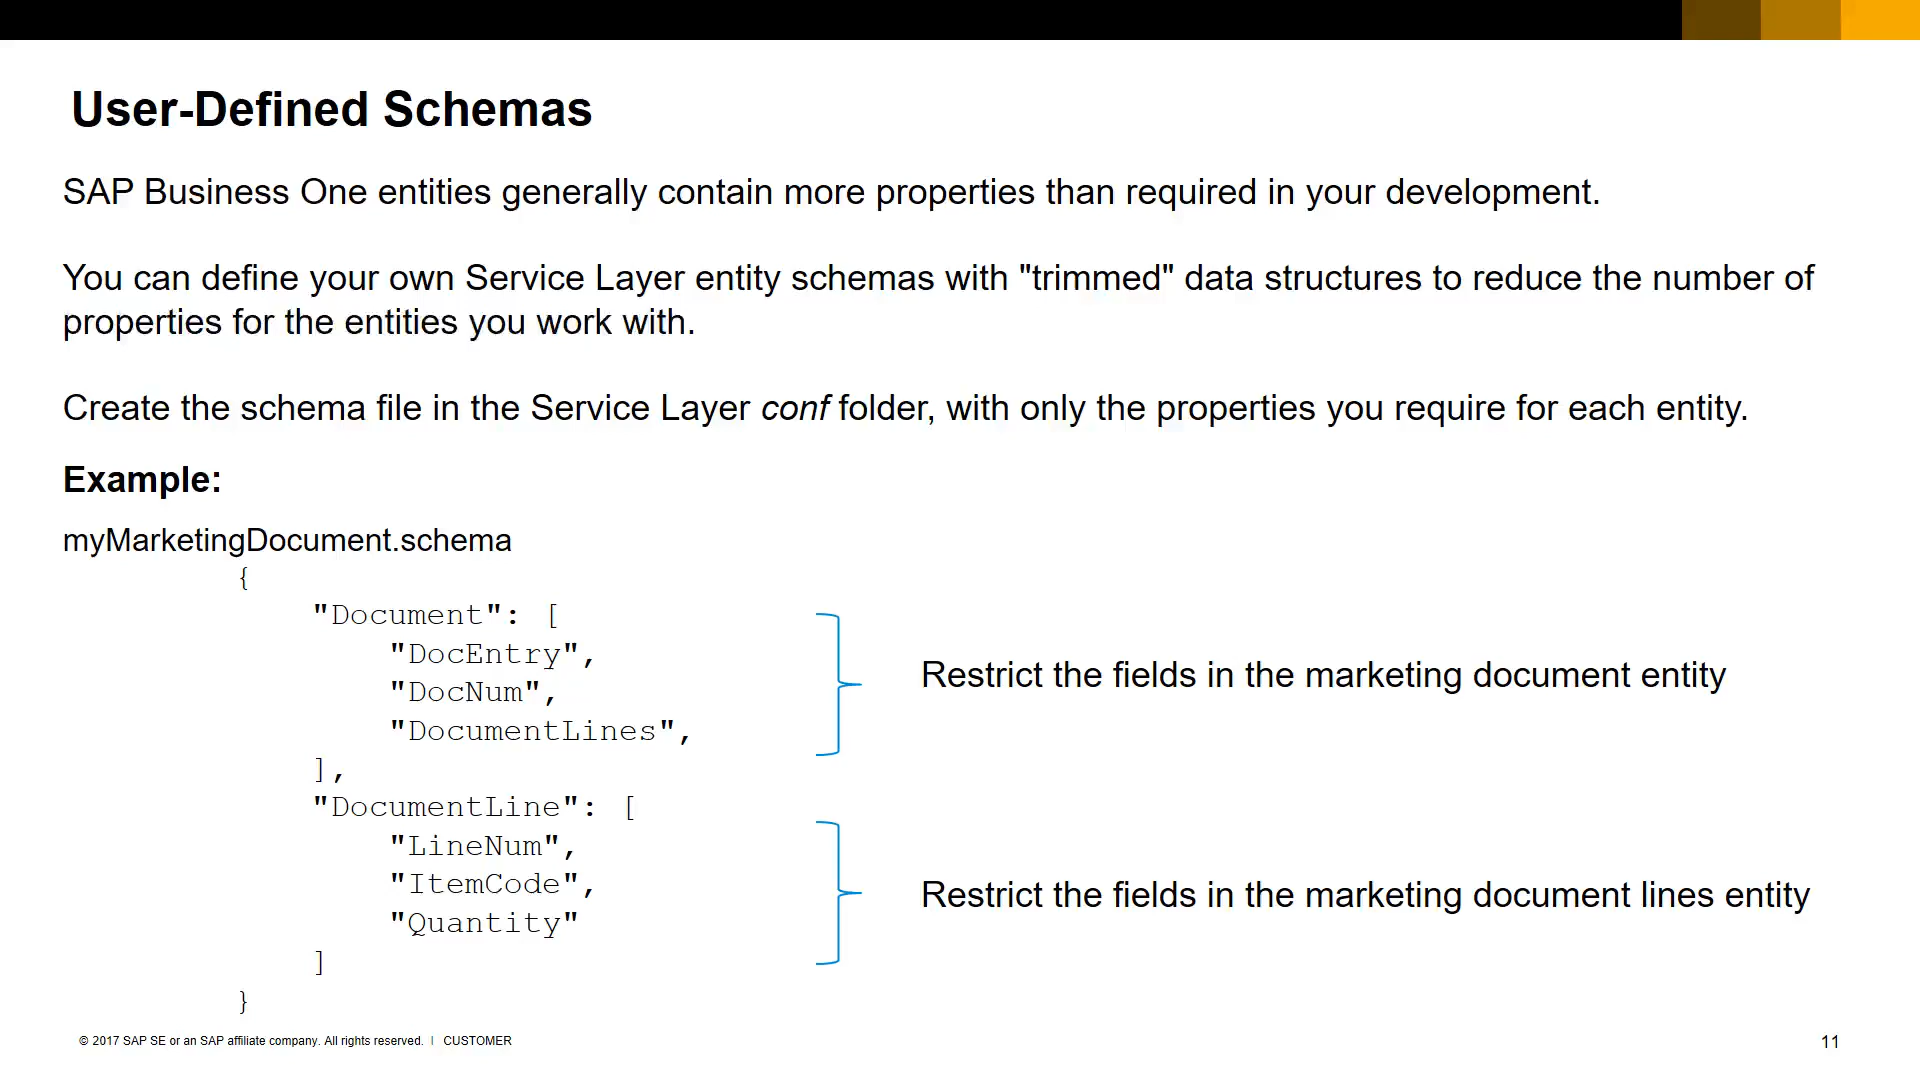 User-Defined Schemas
SAP Business One entities generally contain more properties than required in your development.
You can define your own Service Layer entity schemas with "trimmed" data structures to reduce the number of
properties for the entities you work with.
Create the schema file in the Service Layer conf folder, with only the properties you require for each entity.
Example:
myMarketingDocument.schema
{
"Document": [
"DocEntry",
"DocNum",
"DocumentLines",
],
"DocumentLine": [
"LineNum",
"ItemCode",
"Quantity"
]
}
Restrict the fields in the marketing document entity
Restrict the fields in the marketing document lines entity
© 2017 SAP SE or an SAP affiliate company. All rights reserved. | CUSTOMER
11